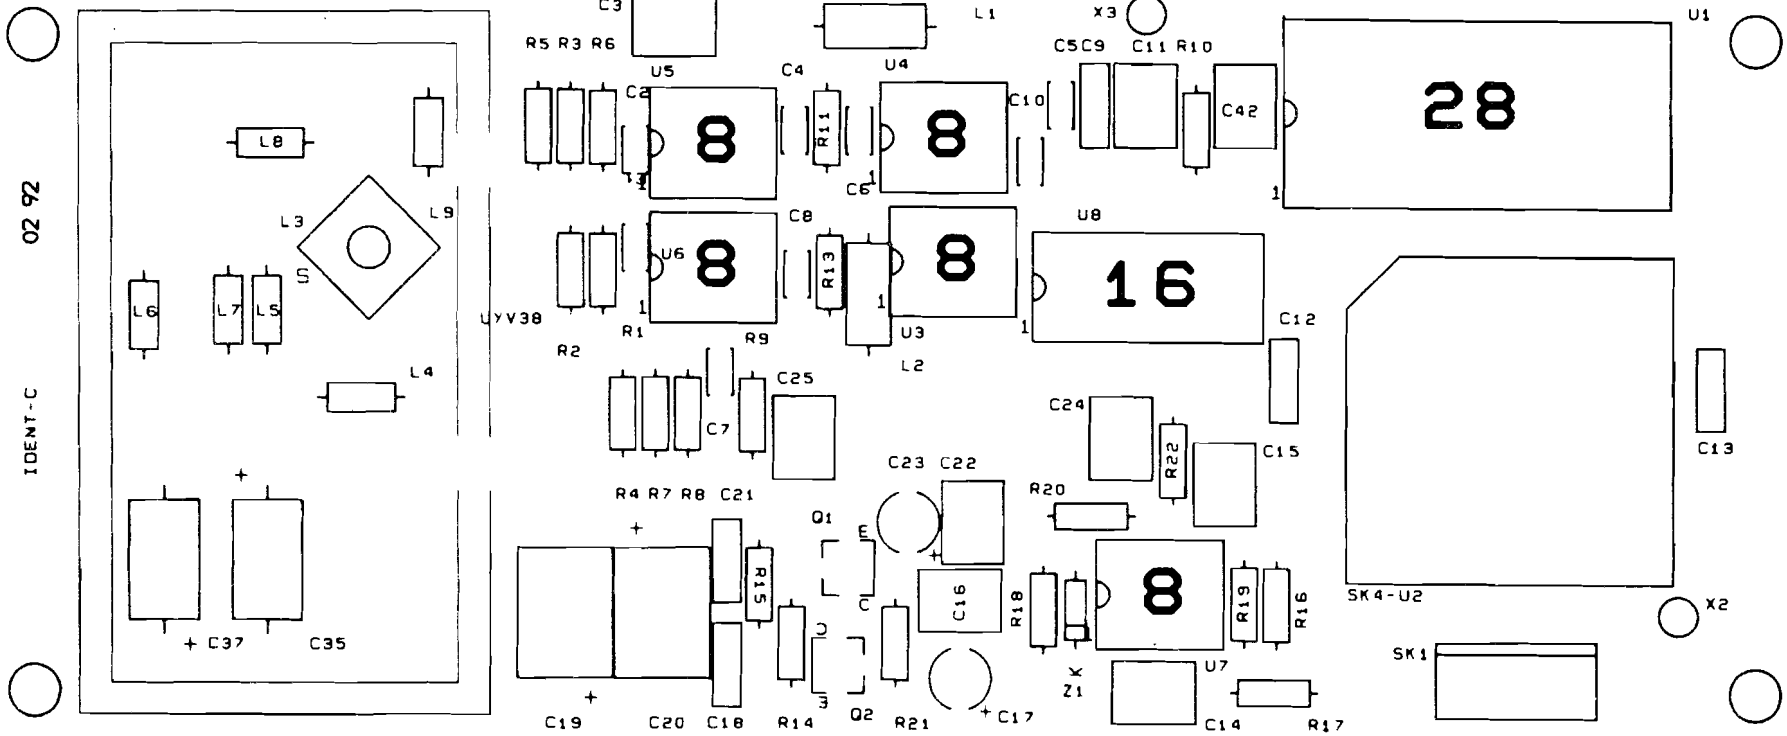 C3
L1
X3
U1
R5 R3 R6
U5
C4
U4
C5 C9
C11 R10
C2
8
R11
8
C10
C42
28
L8
1
C6
1
1
02 92
L3
L9
S
C8
U8
U6
8
R13
8
16
L6
L7
L5
UYV38
1
1
1
C12
R2
R1
R9
U3
L2
L4
C25
C24
IDENT-C
C7
R22
C15
C13
+
R4 R7 R8 C21
C23 C22
R20
+
Q1
E
+
R15
C
C16
R18
8
R19
R16
SK4-U2
X2
+ C37
C35
SK1
K
Z1
U7
+
3
Q2
+ C17
C19
C20 C18
R14
R21
C14
R17